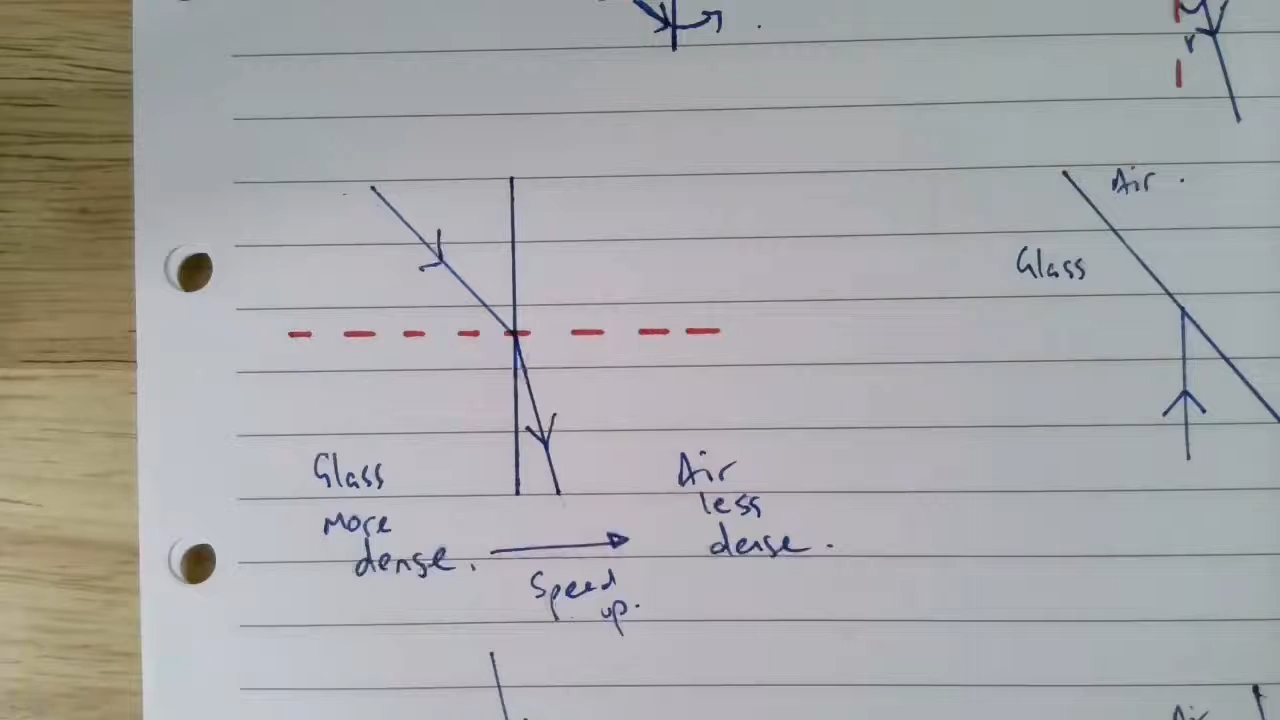 r
Air.
Glass
Glass
More
dense.
Speed
up.
Air
less
dense.